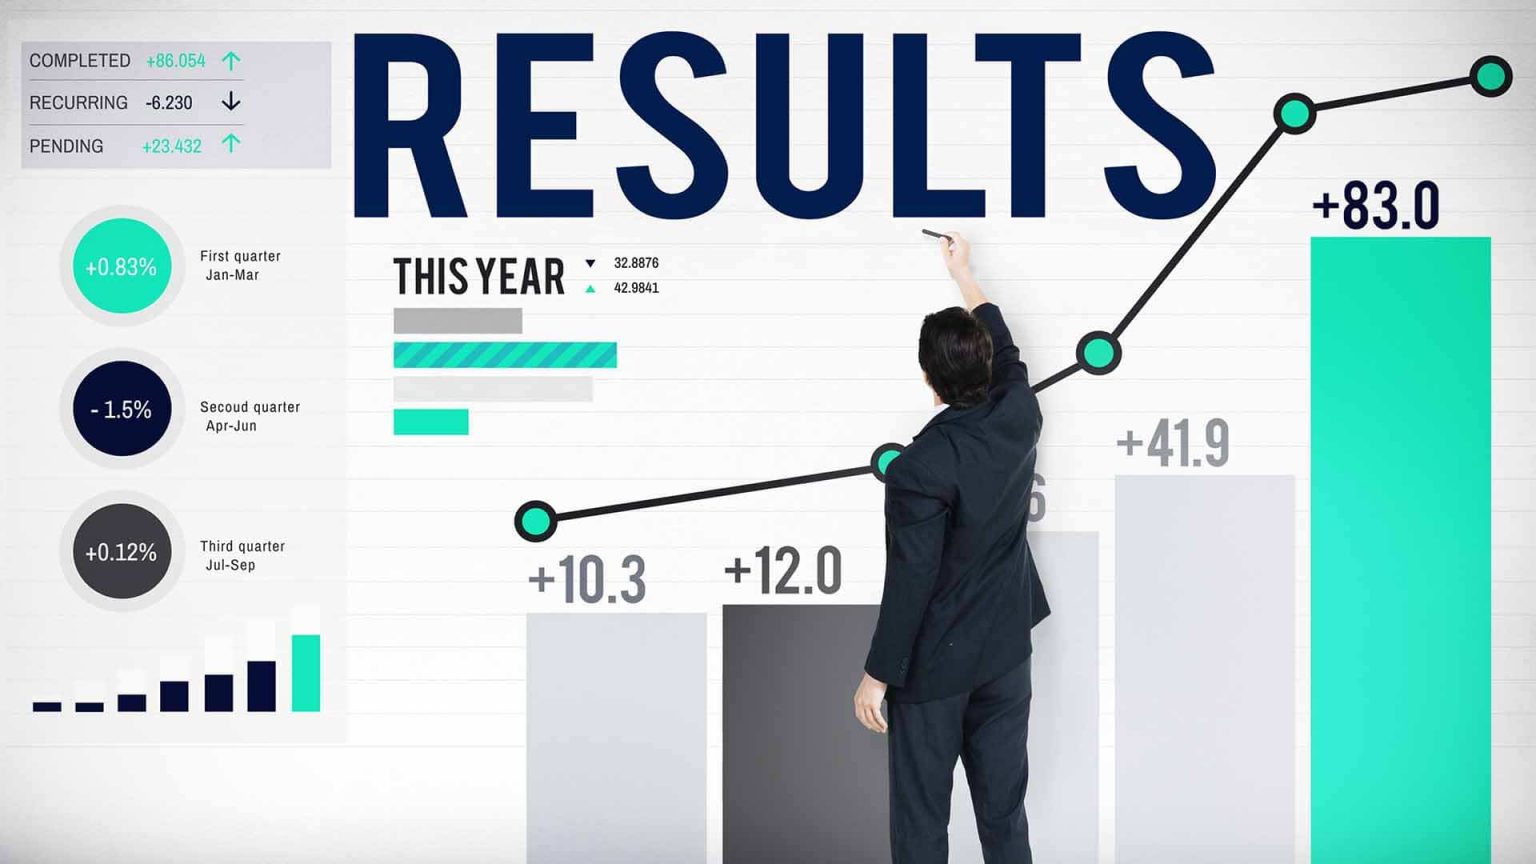 COMPLETED +86.054
RECURRING -6.230
PENDING +23.432
RESULTS
+0.83%
First quarter
Jan-Mar
- 1.5%
Secoud quarter
Apr-Jun
+0.12%
Third quarter
Jul-Sep
THIS YEAR
32.8876
42.9841
+10.3
+12.0
6
+41.9
+83.0